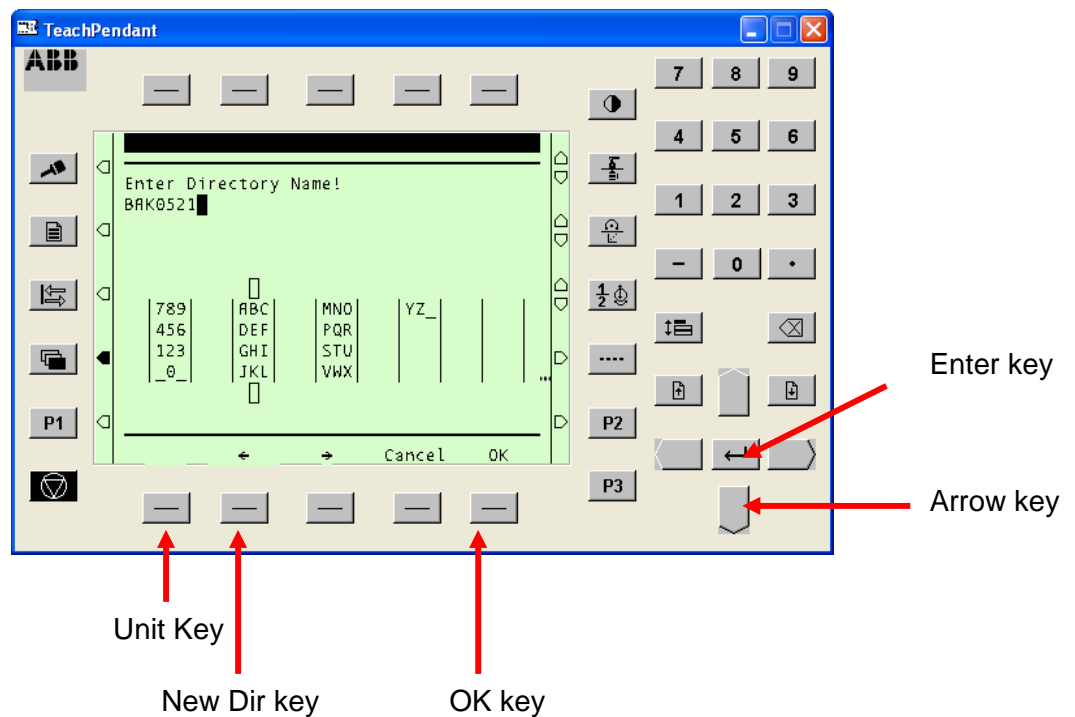 TeachPendant
ABB
7 8 9
4 5 6
Enter Directory Name!
BAK0521
1 2 3
- 0 .
1/2
|789| |ABC| |MNO| |YZ_| | |
|456| |DEF| |PQR| | | | |
|123| |GHI| |STU| | | | |
|_0_| |JKL| |VWX| | | | | ...
----
P1
P2
← → Cancel OK
P3
Enter key
Arrow key
Unit Key
New Dir key OK key